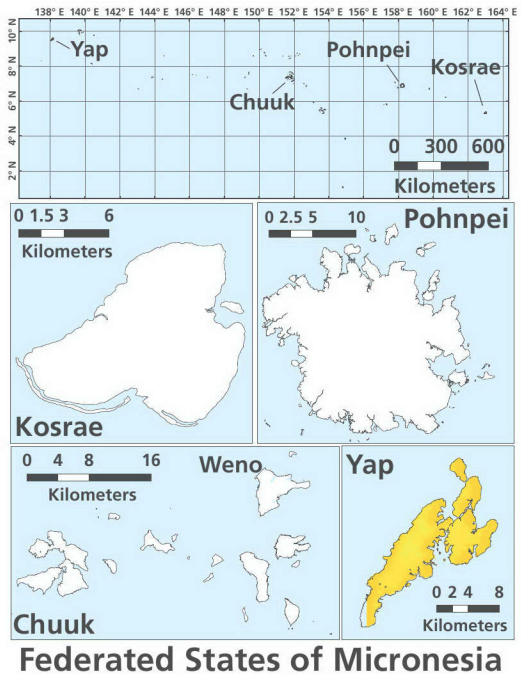 138° E 140° E 142° E 144° E 146° E 148° E 150° E 152° E 154° E 156° E 158° E 160° E 162° E 164° E
10° N
8° N
6° N
4° N
2° N
Yap
Pohnpei
Kosrae
Chuuk
0 300 600
Kilometers
0 1.5 3 6
Kilometers
Kosrae
Pohnpei
0 2.5 5 10
Kilometers
0 4 8 16
Kilometers
Weno
Chuuk
Yap
0 2 4 8
Kilometers
Federated States of Micronesia